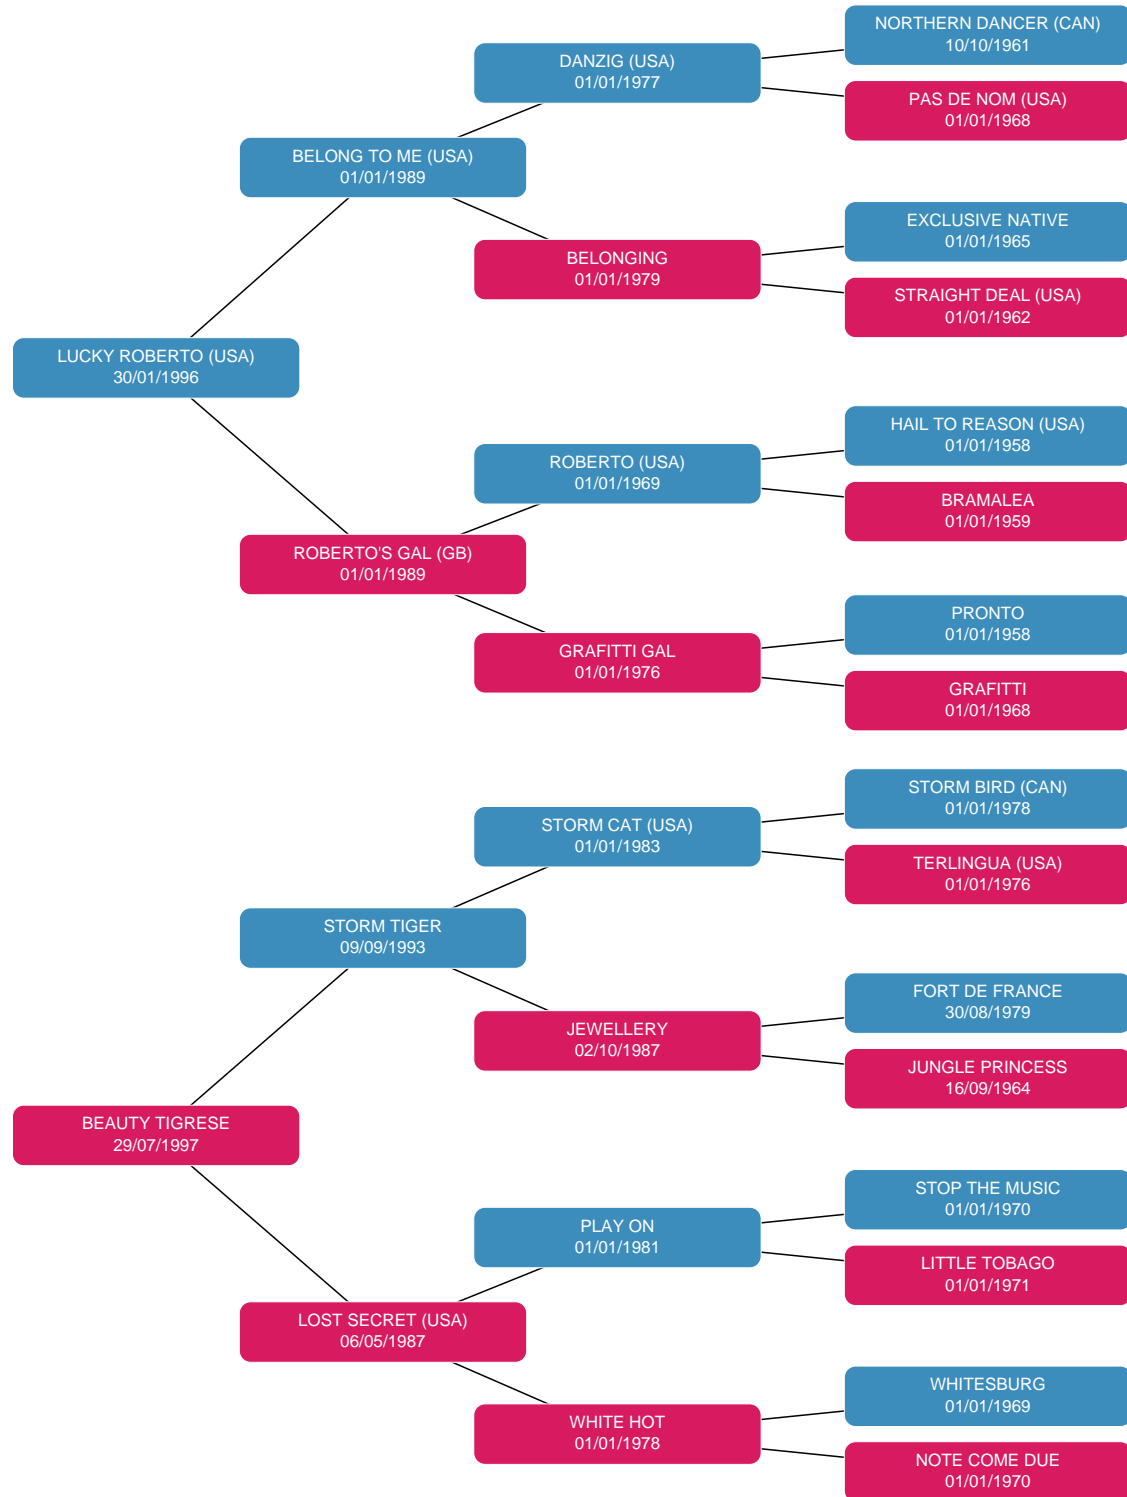 NORTHERN DANCER (CAN)
10/10/1961
DANZIG (USA)
01/01/1977
PAS DE NOM (USA)
01/01/1968
BELONG TO ME (USA)
01/01/1989
EXCLUSIVE NATIVE
01/01/1965
BELONGING
01/01/1979
STRAIGHT DEAL (USA)
01/01/1962
LUCKY ROBERTO (USA)
30/01/1996
HAIL TO REASON (USA)
01/01/1958
ROBERTO (USA)
01/01/1969
BRAMALEA
01/01/1959
ROBERTO'S GAL (GB)
01/01/1989
PRONTO
01/01/1958
GRAFITTI GAL
01/01/1976
GRAFITTI
01/01/1968
STORM BIRD (CAN)
01/01/1978
STORM CAT (USA)
01/01/1983
TERLINGUA (USA)
01/01/1976
STORM TIGER
09/09/1993
FORT DE FRANCE
30/08/1979
JEWELLERY
02/10/1987
JUNGLE PRINCESS
16/09/1964
BEAUTY TIGRESE
29/07/1997
STOP THE MUSIC
01/01/1970
PLAY ON
01/01/1981
LITTLE TOBAGO
01/01/1971
LOST SECRET (USA)
06/05/1987
WHITESBURG
01/01/1969
WHITE HOT
01/01/1978
NOTE COME DUE
01/01/1970